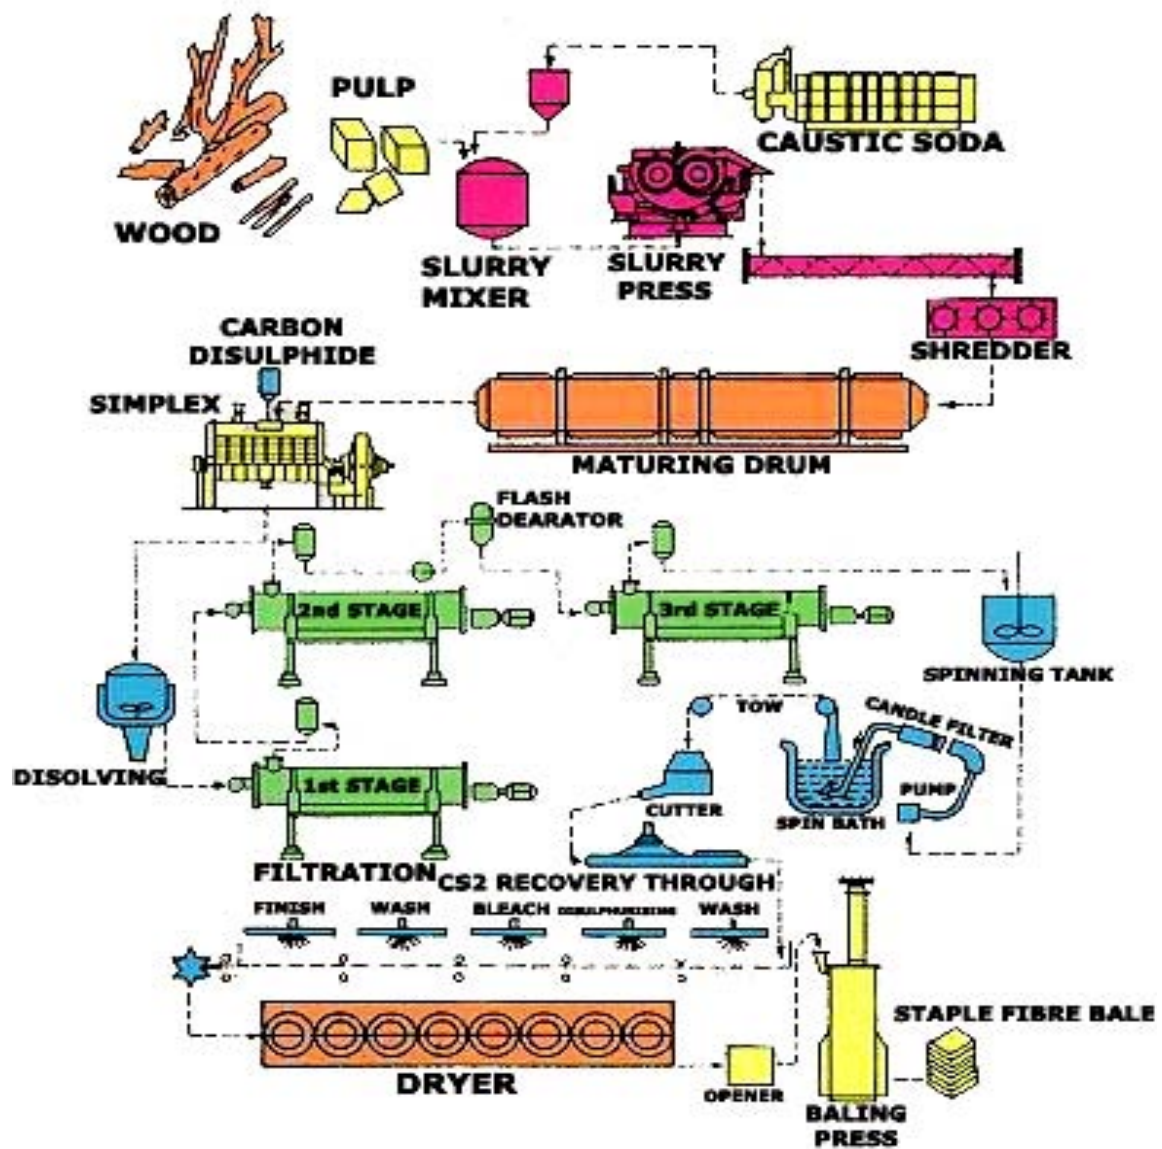 PULP
CAUSTIC SODA
WOOD
SLURRY
MIXER
SLURRY
PRESS
SHREDDER
CARBON
DISULPHIDE
SIMPLEX
MATURING DRUM
FLASH
DEARATOR
2nd STAGE
3rd STAGE
SPINNING TANK
DISOLVING
1st STAGE
FILTRATION
TOW
CANDLE FILTER
PUMP
SPIN BATH
CUTTER
CS2 RECOVERY THROUGH
FINISH
WASH
BLEACH
DISULPHURISING
WASH
DRYER
OPENER
BALING
PRESS
STAPLE FIBRE BALE